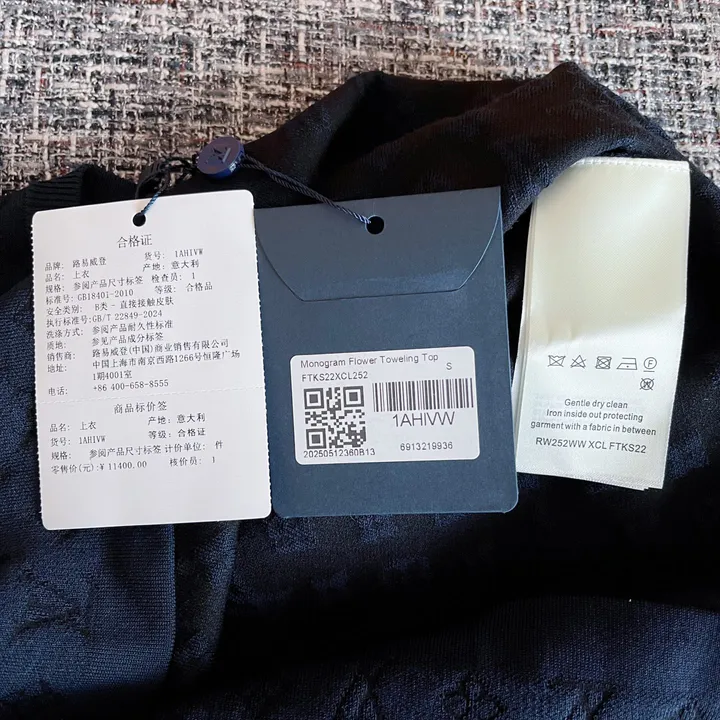 合格证
品牌: 路易威登 货号: 1AHIVW
品名: 上衣 产地: 意大利
规格: 参阅产品尺寸标签 检查员: 1
标准号: GB18401-2010 等级: 合格品
安全类别: B类 - 直接接触皮肤
执行标准号: GB/T 22849-2024
洗涤方式: 参阅产品耐久性标准
质地: 参见产品成分标签
销售商: 路易威登(中国)商业销售有限公司
地址: 中国上海市南京西路1266号恒隆广场
1期4001室
电话: +86 400-658-8555
商品标价签
品名: 上衣 产地: 意大利
货号: 1AHIVW 等级: 合格证
规格: 参阅产品尺寸标签 计价单位: 件
零售价(元): ¥ 11400.00 核价员: 1
Monogram Flower Toweling Top
S
FTKS22XCL252
1AHIVW
20250512360B13 6913219936
Gentle dry clean
Iron inside out protecting
garment with a fabric in between
RW252WW XCL FTKS22